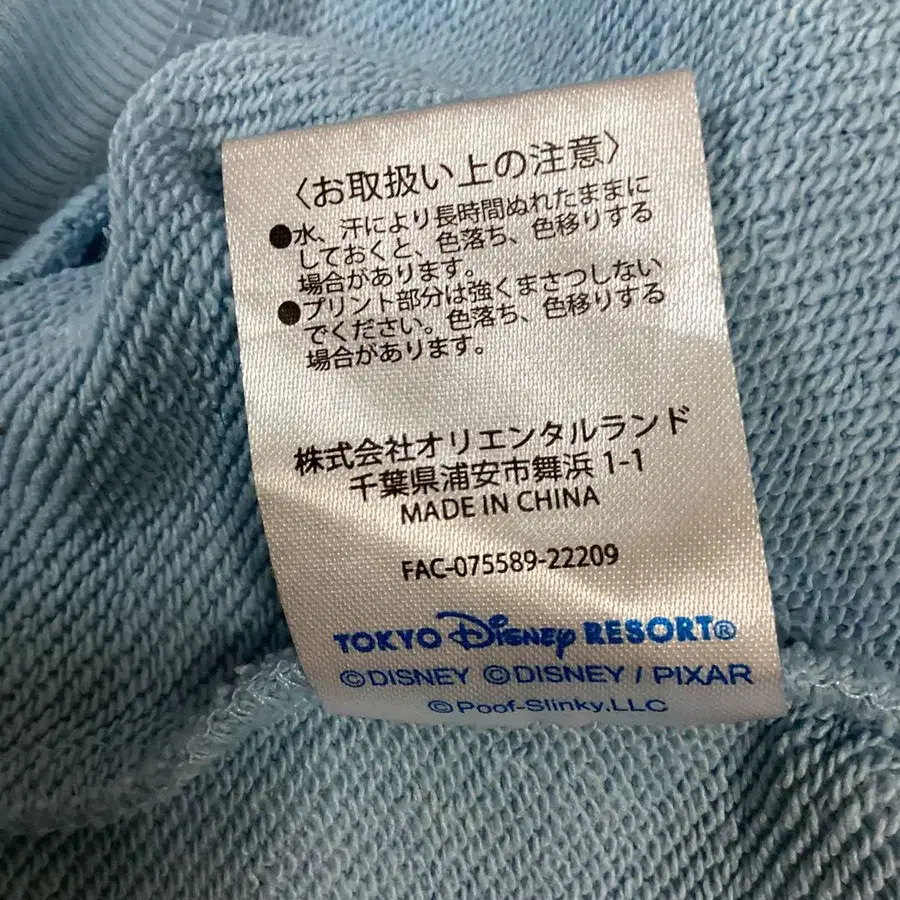 〈お取扱い上の注意〉
●水、汗により長時間ぬれたままに
しておくと、色落ち、色移りする
場合があります。
●プリント部分は強くまさつしない
でください。色落ち、色移りする
場合があります。
株式会社オリエンタルランド
千葉県浦安市舞浜 1-1
MADE IN CHINA
FAC-075589-22209
TOKYO Disney RESORT®
©DISNEY ©DISNEY / PIXAR
©Poof-Slinky,LLC